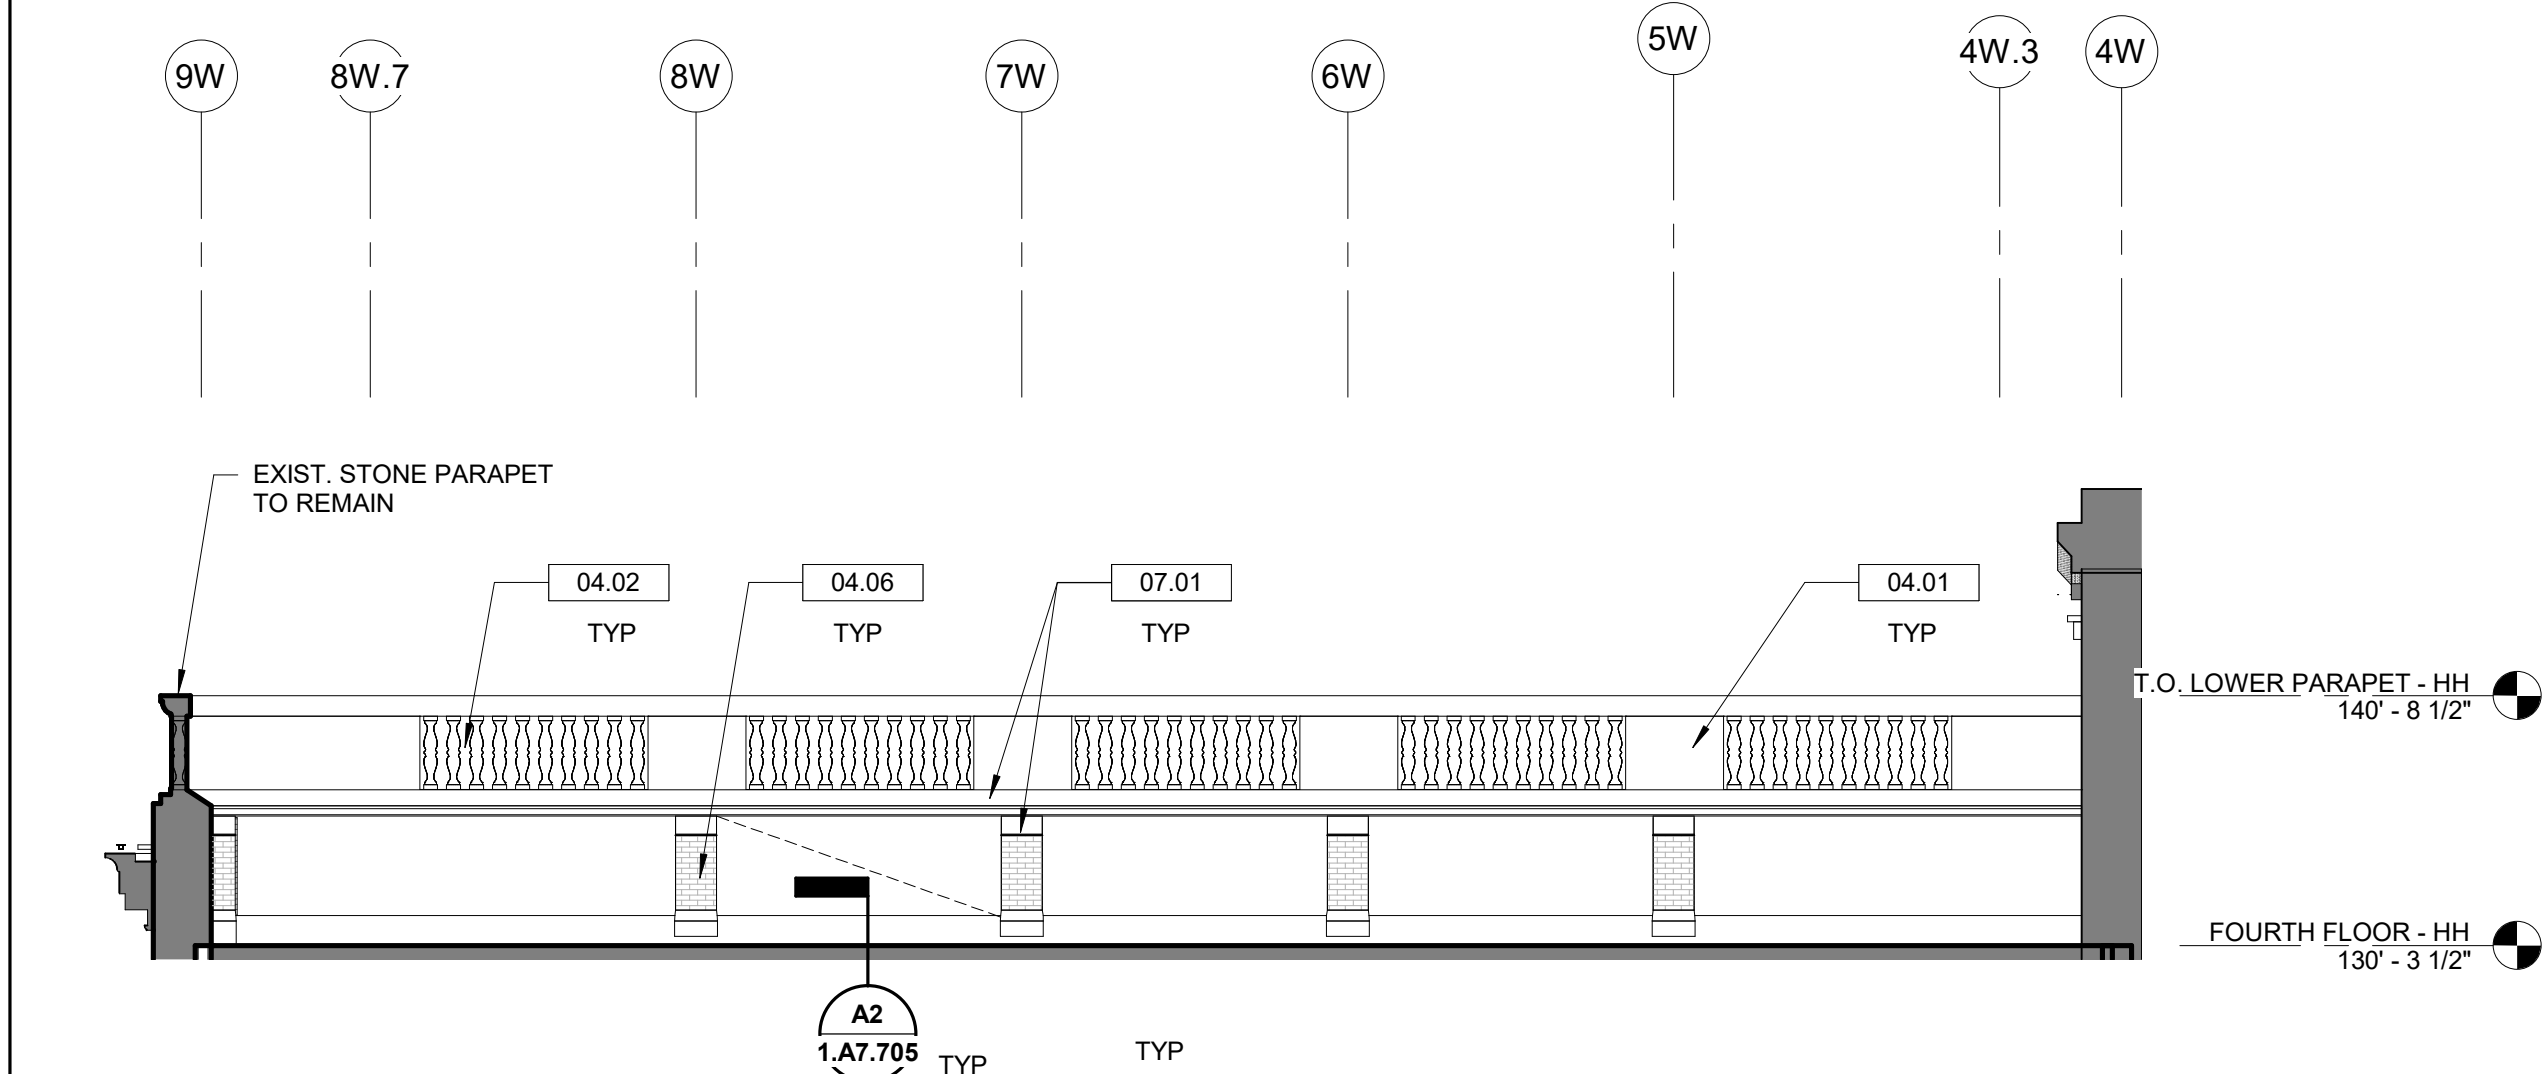 9W
8W.7
8W
7W
6W
5W
4W.3
4W
EXIST. STONE PARAPET
TO REMAIN
04.02
TYP
04.06
TYP
07.01
TYP
04.01
TYP
T.O. LOWER PARAPET - HH
140' - 8 1/2"
FOURTH FLOOR - HH
130' - 3 1/2"
A2
1.A7.705
TYP
TYP